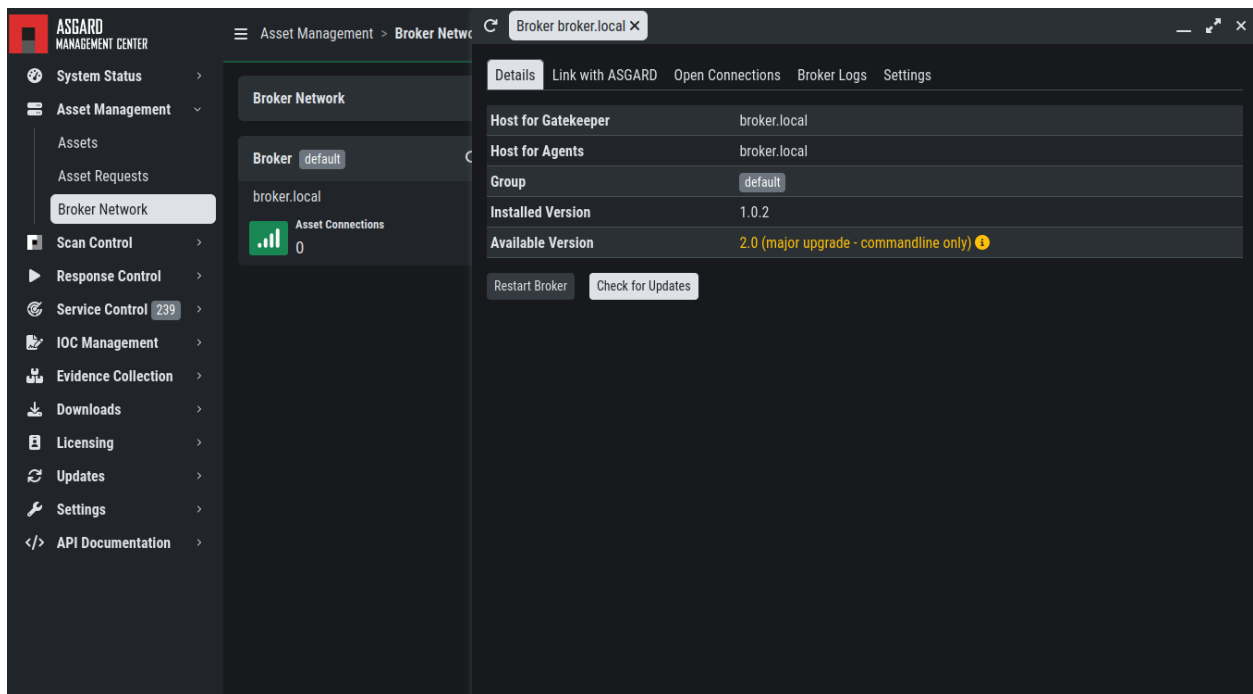 ASGARD
MANAGEMENT CENTER
System Status
Asset Management
Assets
Asset Requests
Broker Network
Scan Control
Response Control
Service Control 239
IOC Management
Evidence Collection
Downloads
Licensing
Updates
Settings
</> API Documentation
Asset Management > Broker Netwo
Broker Network
Broker default
broker.local
Asset Connections
0
Broker broker.local
Details Link with ASGARD Open Connections Broker Logs Settings
Host for Gatekeeper broker.local
Host for Agents broker.local
Group default
Installed Version 1.0.2
Available Version 2.0 (major upgrade - commandline only)
Restart Broker Check for Updates